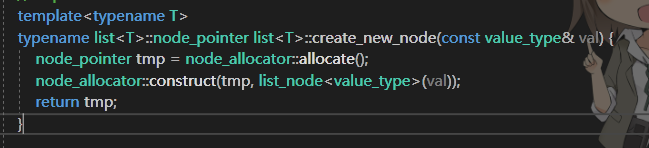 template<typename T>
typename list<T>::node_pointer list<T>::create_new_node(const value_type& val) {
node_pointer tmp = node_allocator::allocate();
node_allocator::construct(tmp, list_node<value_type>(val));
return tmp;
}